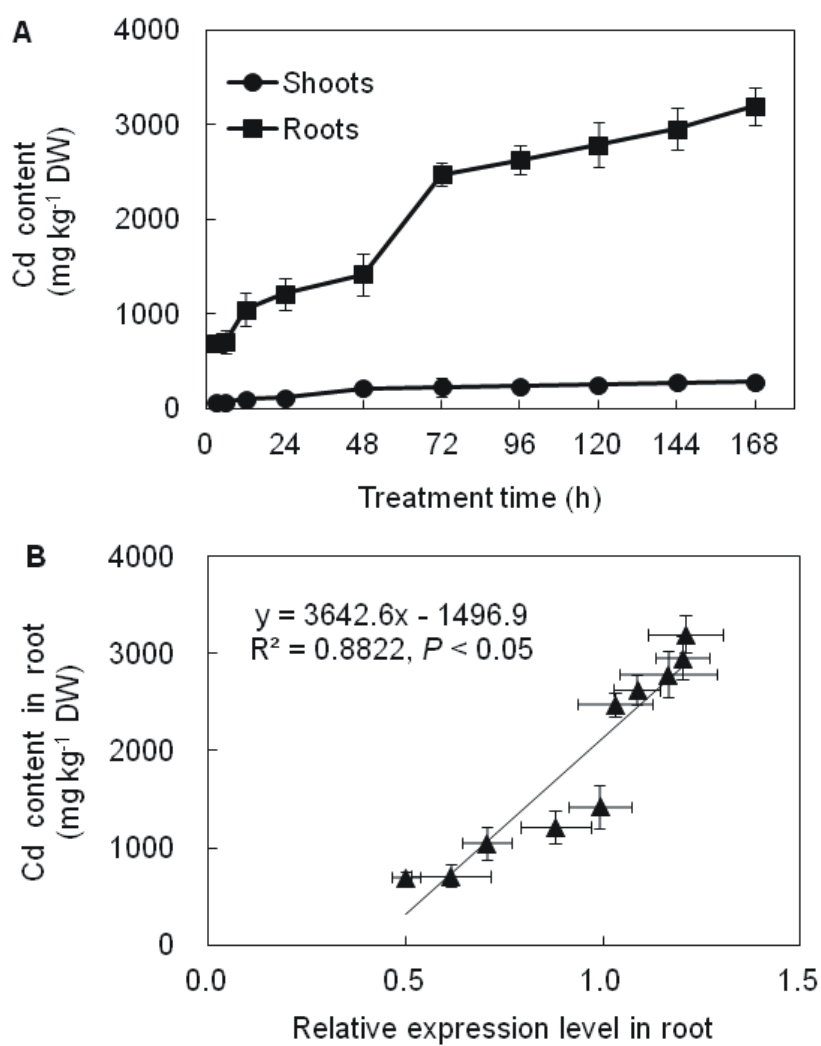 A
4000
3000
2000
1000
0
Cd content
(mg kg⁻¹ DW)
Shoots
Roots
0 24 48 72 96 120 144 168
Treatment time (h)
B
4000
3000
2000
1000
0
Cd content in root
(mg kg⁻¹ DW)
y = 3642.6x - 1496.9
R² = 0.8822, P < 0.05
0.0 0.5 1.0 1.5
Relative expression level in root